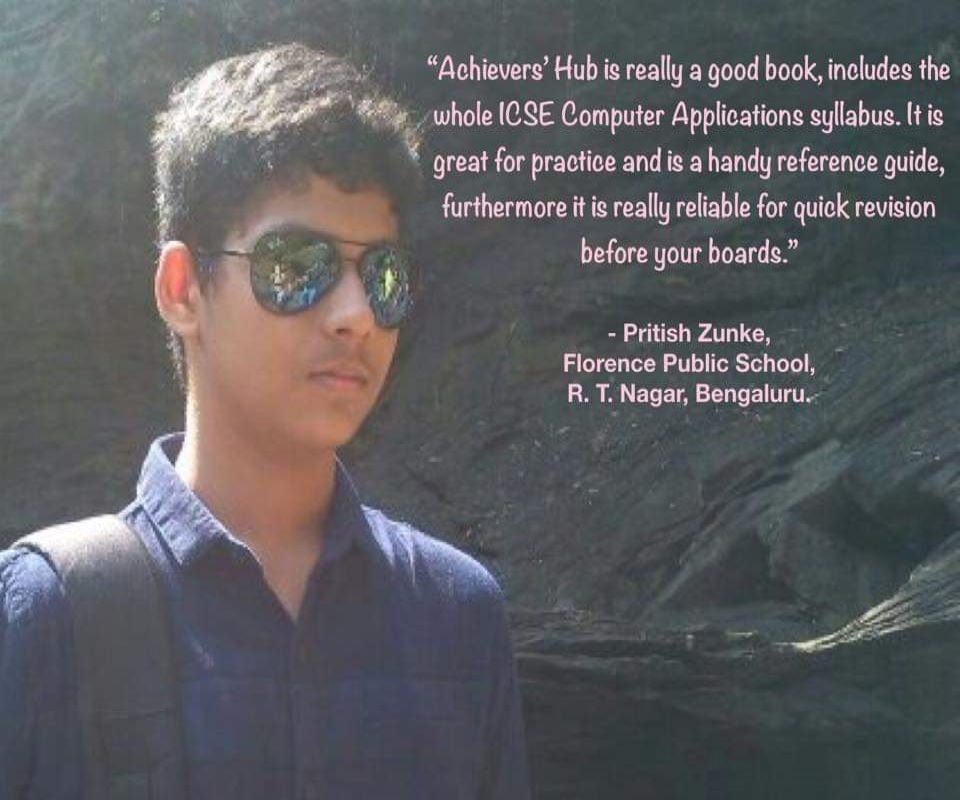 “Achievers’ Hub is really a good book, includes the
whole ICSE Computer Applications syllabus. It is
great for practice and is a handy reference guide,
furthermore it is really reliable for quick revision
before your boards.”
- Pritish Zunke,
Florence Public School,
R. T. Nagar, Bengaluru.